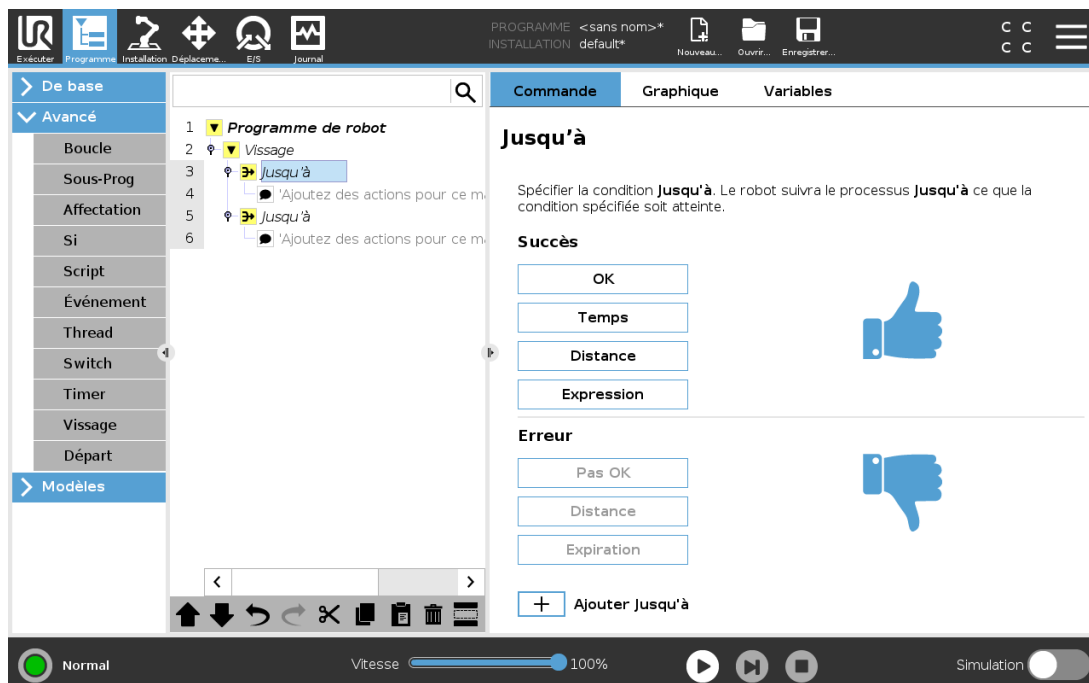 PROGRAMME <sans nom>*
INSTALLATION default*
Exécuter Programme Installation Déplaceme... E/S Journal
Nouveau... Ouvrir... Enregistrer...
C C
C C
De base
Avancé
Boucle
Sous-Prog
Affectation
Si
Script
Événement
Thread
Switch
Timer
Vissage
Départ
Modèles
1 Programme de robot
2 Vissage
3 Jusqu'à
4 'Ajoutez des actions pour ce
5 Jusqu'à
6 'Ajoutez des actions pour ce
Commande Graphique Variables
Jusqu'à
Spécifier la condition Jusqu'à. Le robot suivra le processus Jusqu'à ce que la
condition spécifiée soit atteinte.
Succès
OK
Temps
Distance
Expression
Erreur
Pas OK
Distance
Expiration
+ Ajouter Jusqu'à
Normal
Vitesse 100%
Simulation